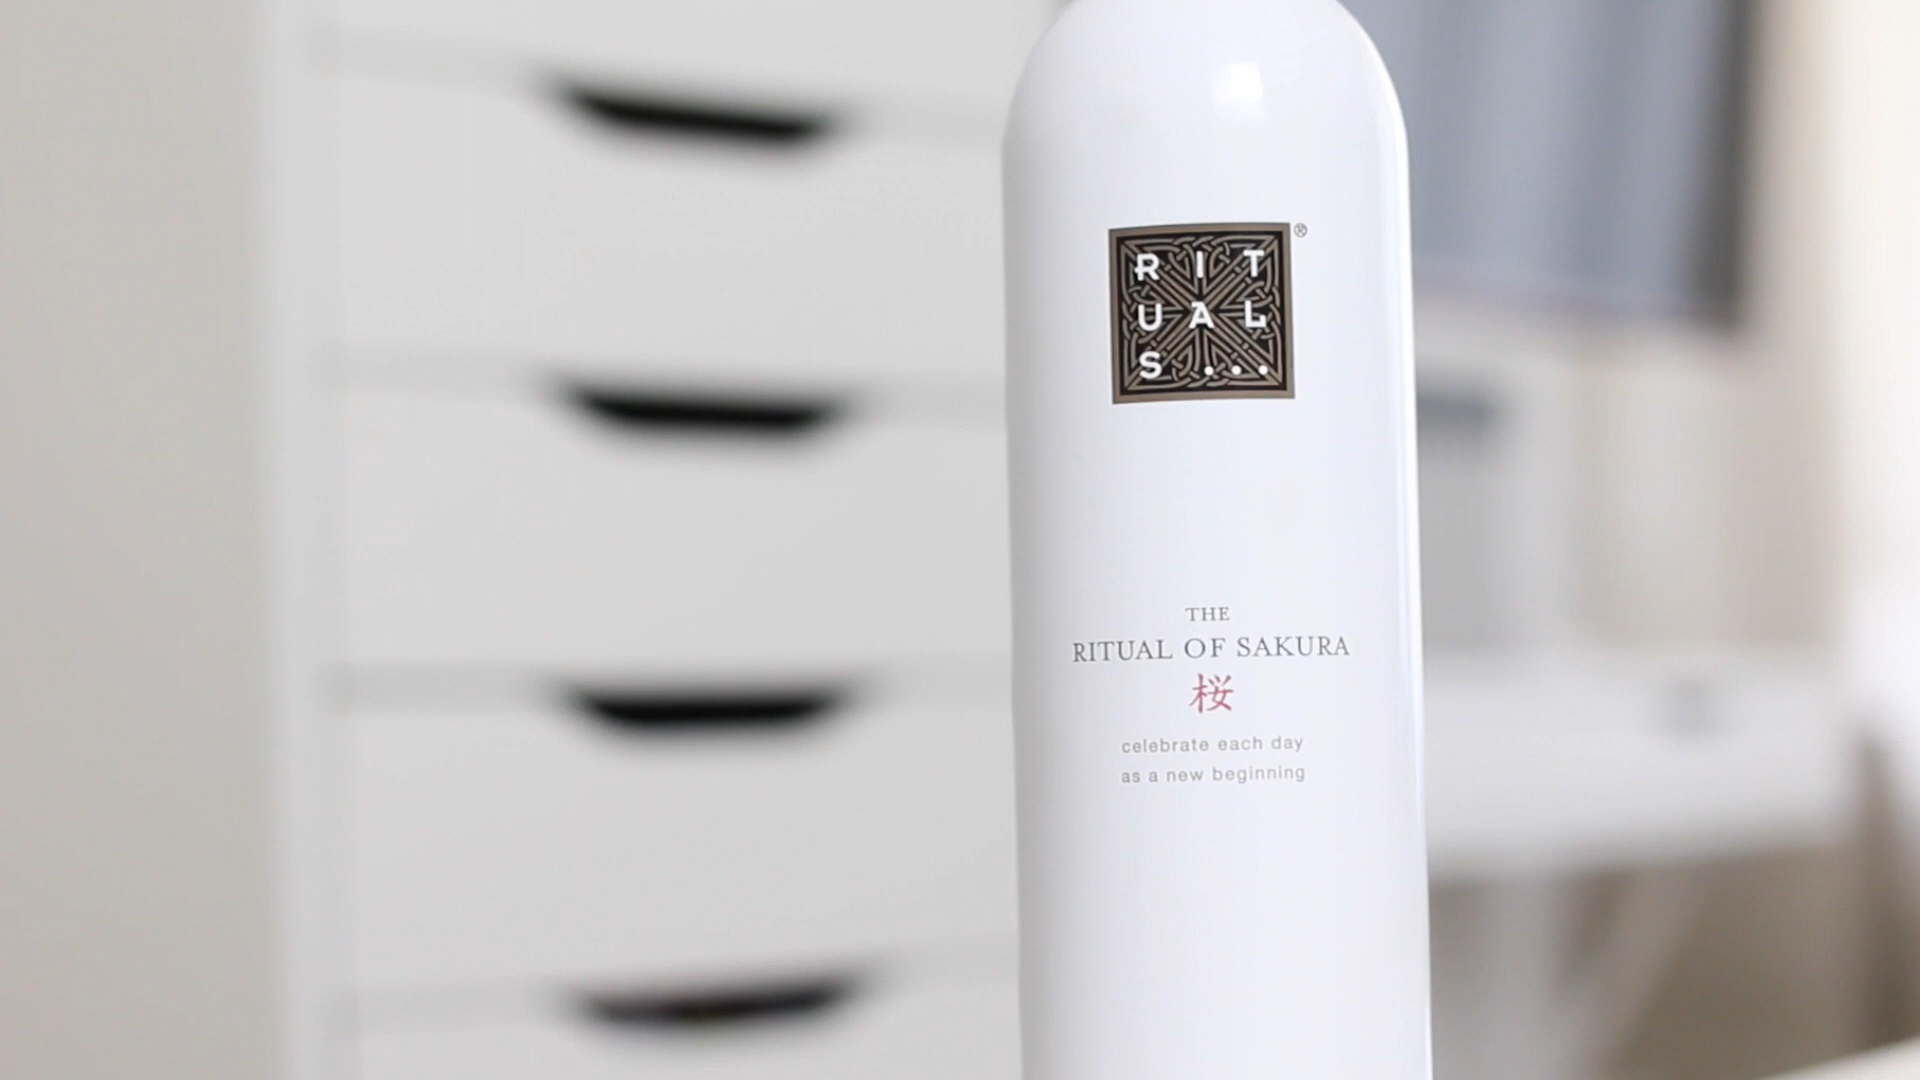 RIT
UAL
S...
®
THE
RITUAL OF SAKURA
桜
celebrate each day
as a new beginning